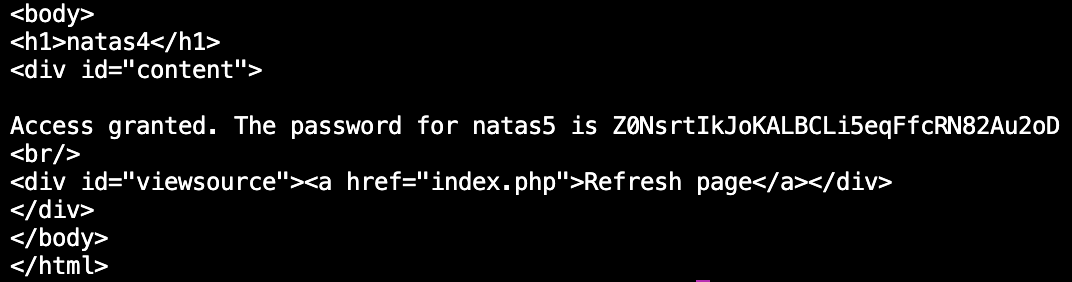 <body>
<h1>natas4</h1>
<div id="content">
Access granted. The password for natas5 is Z0NsrtIkJoKALBCLi5eqFfcRN82Au2oD
<br/>
<div id="viewsource"><a href="index.php">Refresh page</a></div>
</div>
</body>
</html>